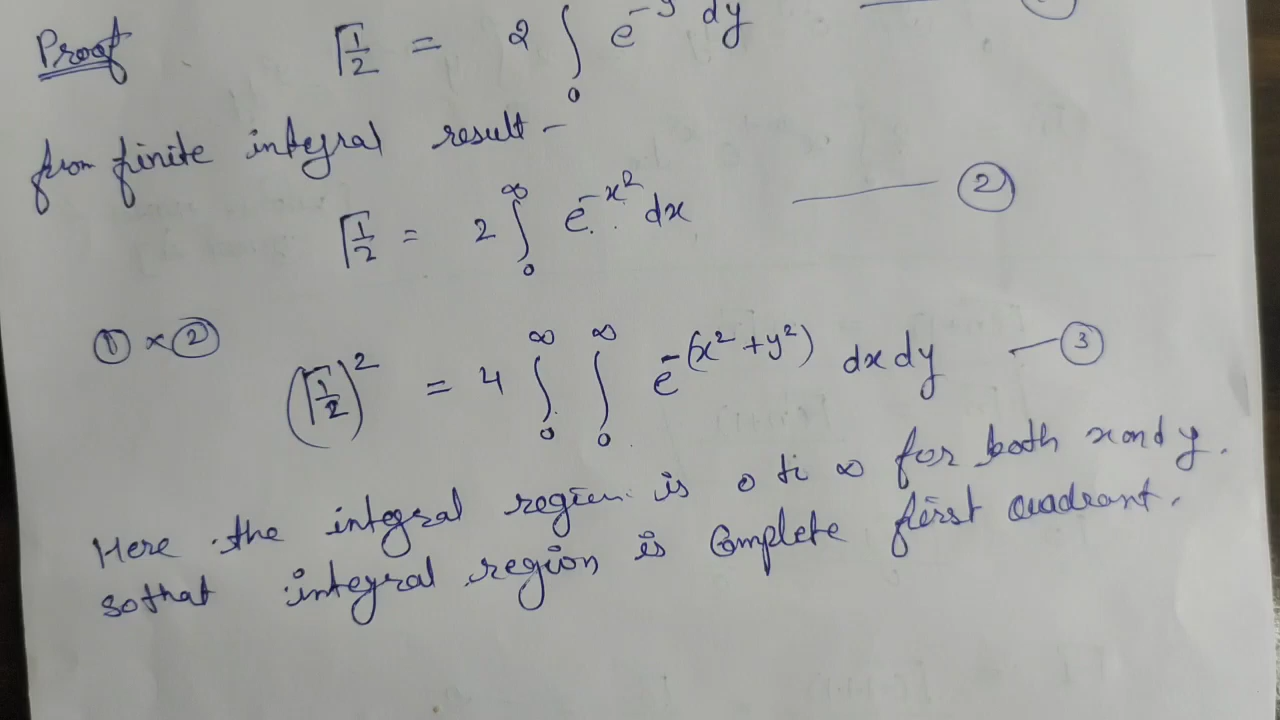 Proof Γ1/2 = 2 ∫₀ e^-y dy
from finite integral result -
Γ1/2 = 2 ∫₀^∞ e^-x² dx — ②
① × ②
(Γ1/2)² = 4 ∫₀^∞ ∫₀^∞ e^-(x²+y²) dx dy — ③
Here the integral region is 0 to ∞ for both x and y.
so that integral region is Complete first quadrant.